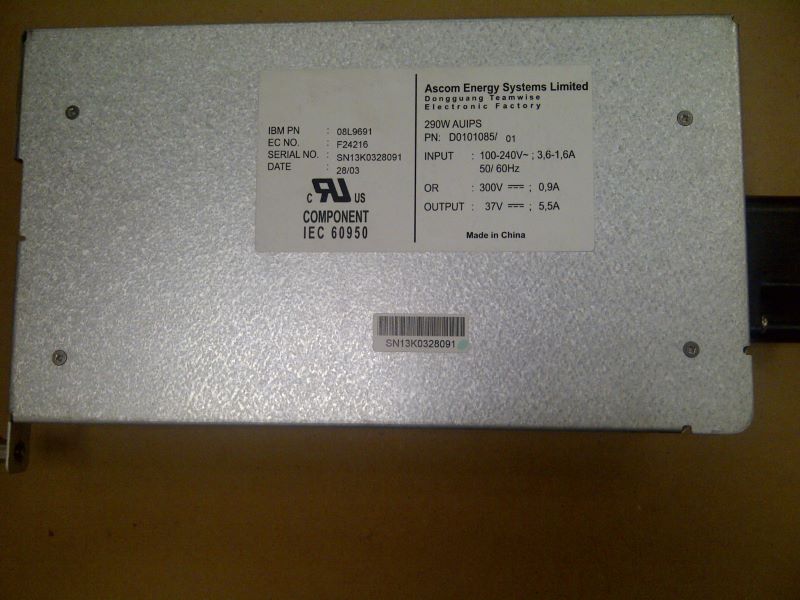 IBM PN : 08L9691
EC NO. : F24216
SERIAL NO. : SN13K0328091
DATE : 28/03
C RU US
COMPONENT
IEC 60950
Ascom Energy Systems Limited
Dongguang Teamwise
Electronic Factory
290W AUIPS
PN: D0101085/ 01
INPUT : 100-240V~ ; 3,6-1,6A
50/ 60Hz
OR : 300V ⎓ ; 0,9A
OUTPUT : 37V ⎓ ; 5,5A
Made in China
SN13K0328091